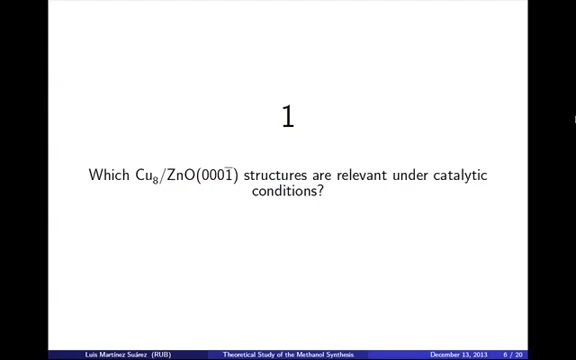 1
Which Cu₈/ZnO(0001̅) structures are relevant under catalytic
conditions?
Luis Martínez Suárez (RUB) Theoretical Study of the Methanol Synthesis December 13, 2013 6 / 20